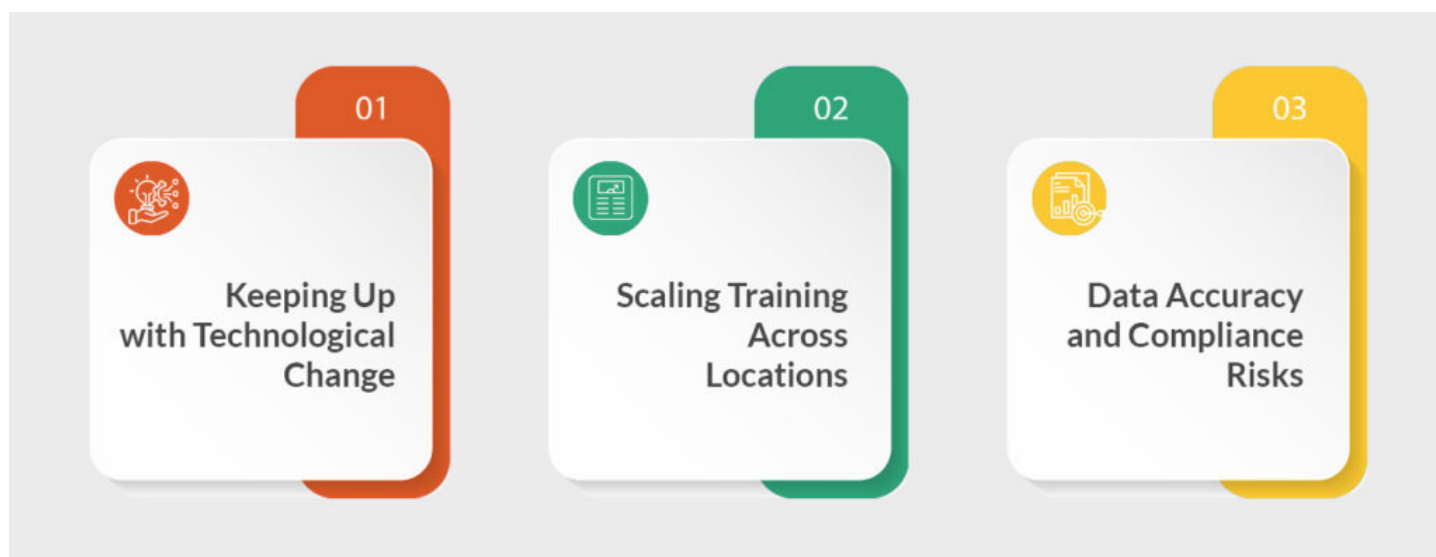 01
Keeping Up
with Technological
Change
02
Scaling Training
Across
Locations
03
Data Accuracy
and Compliance
Risks